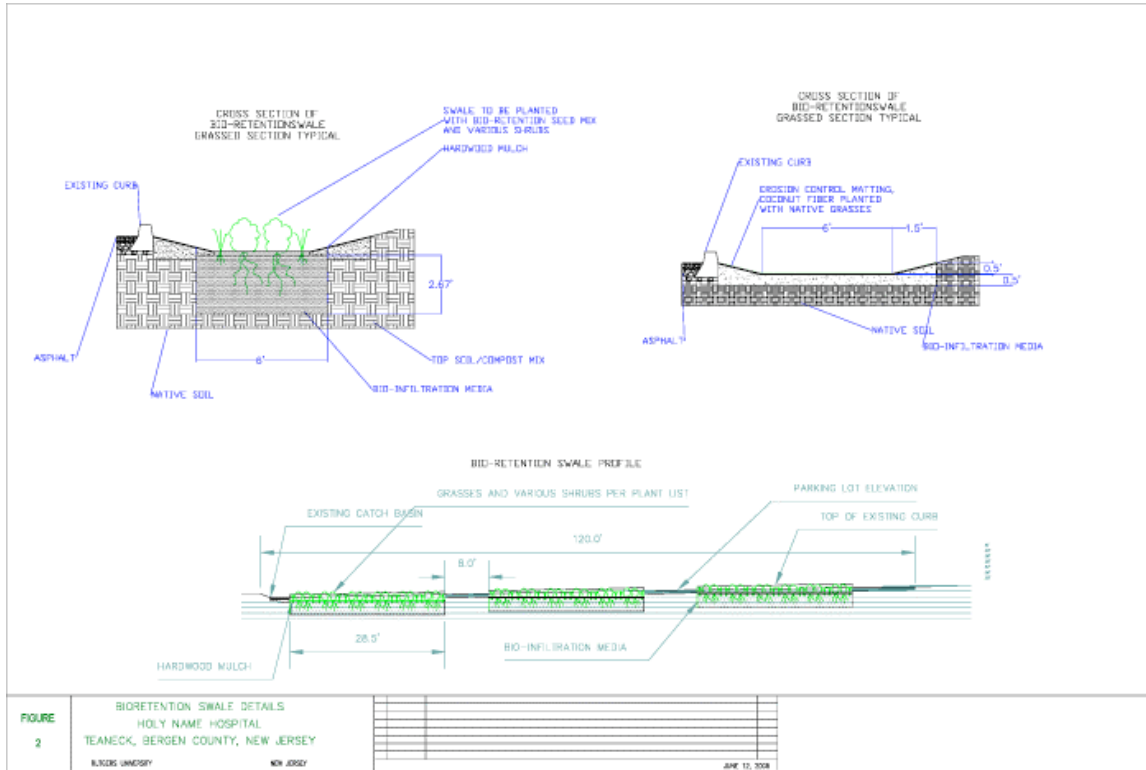 CROSS SECTION OF
BIO-RETENTIONSWALE
GRASSED SECTION TYPICAL
SWALE TO BE PLANTED
WITH BIO-RETENTION SEED MIX
AND VARIOUS SHRUBS
HARDWOOD MULCH
EXISTING CURB
2.67'
6'
ASPHALT
NATIVE SOIL
TOP SOIL/COMPOST MIX
BIO-INFILTRATION MEDIA
CROSS SECTION OF
BIO-RETENTIONSWALE
GRASSED SECTION TYPICAL
EXISTING CURB
EROSION CONTROL MATTING,
COCONUT FIBER PLANTED
WITH NATIVE GRASSES
6'
1.5'
0.5'
0.5'
NATIVE SOIL
ASPHALT
BIO-INFILTRATION MEDIA
BIO-RETENTION SWALE PROFILE
GRASSES AND VARIOUS SHRUBS PER PLANT LIST
PARKING LOT ELEVATION
EXISTING CATCH BASIN
TOP OF EXISTING CURB
120.0'
8.0'
28.5'
BIO-INFILTRATION MEDIA
HARDWOOD MULCH
FIGURE
2
BIORETENTION SWALE DETAILS
HOLY NAME HOSPITAL
TEANECK, BERGEN COUNTY, NEW JERSEY
RUTGERS UNIVERSITY
NEW JERSEY
JUNE 12, 2008